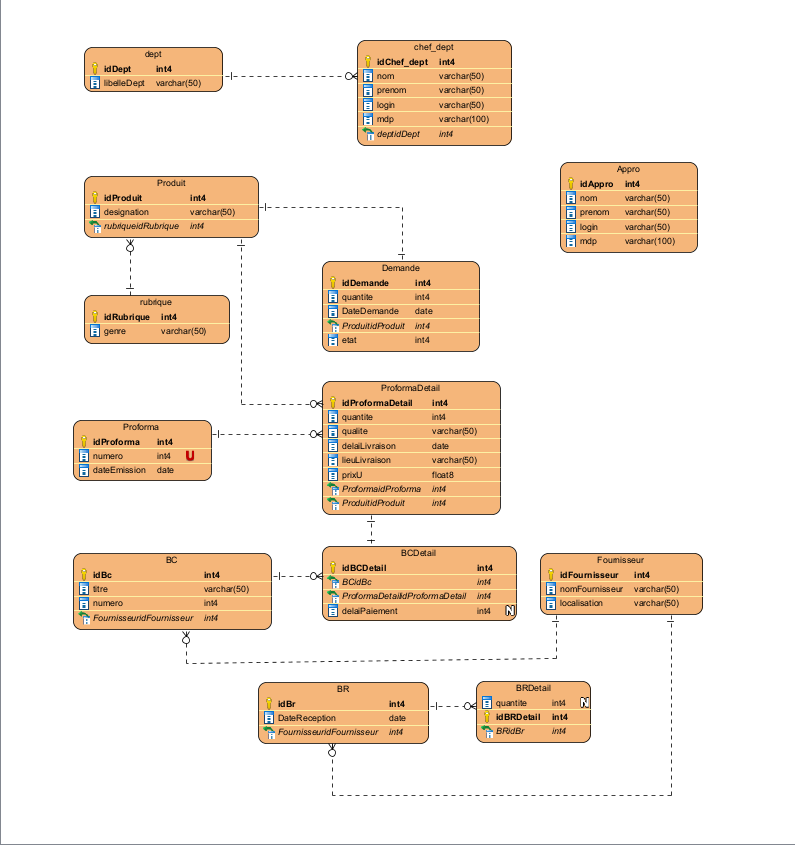 dept
idDept int4
libelleDept varchar(50)
chef_dept
idChef_dept int4
nom varchar(50)
prenom varchar(50)
login varchar(50)
mdp varchar(100)
deptidDept int4
Produit
idProduit int4
designation varchar(50)
rubriqueidRubrique int4
Appro
idAppro int4
nom varchar(50)
prenom varchar(50)
login varchar(50)
mdp varchar(100)
Demande
idDemande int4
quantite int4
DateDemande date
ProduitidProduit int4
etat int4
rubrique
idRubrique int4
genre varchar(50)
ProformaDetail
idProformaDetail int4
quantite int4
qualite varchar(50)
delaiLivraison date
lieuLivraison varchar(50)
prixU float8
ProformaidProforma int4
ProduitidProduit int4
Proforma
idProforma int4
numero int4 U
dateEmission date
BC
idBc int4
titre varchar(50)
numero int4
FournisseuridFournisseur int4
BCDetail
idBCDetail int4
BCidBc int4
ProformaDetailidProformaDetail int4
delaiPaiement int4 N
Fournisseur
idFournisseur int4
nomFournisseur varchar(50)
localisation varchar(50)
BR
idBr int4
DateReception date
FournisseuridFournisseur int4
BRDetail
quantite int4 N
idBRDetail int4
BRidBr int4